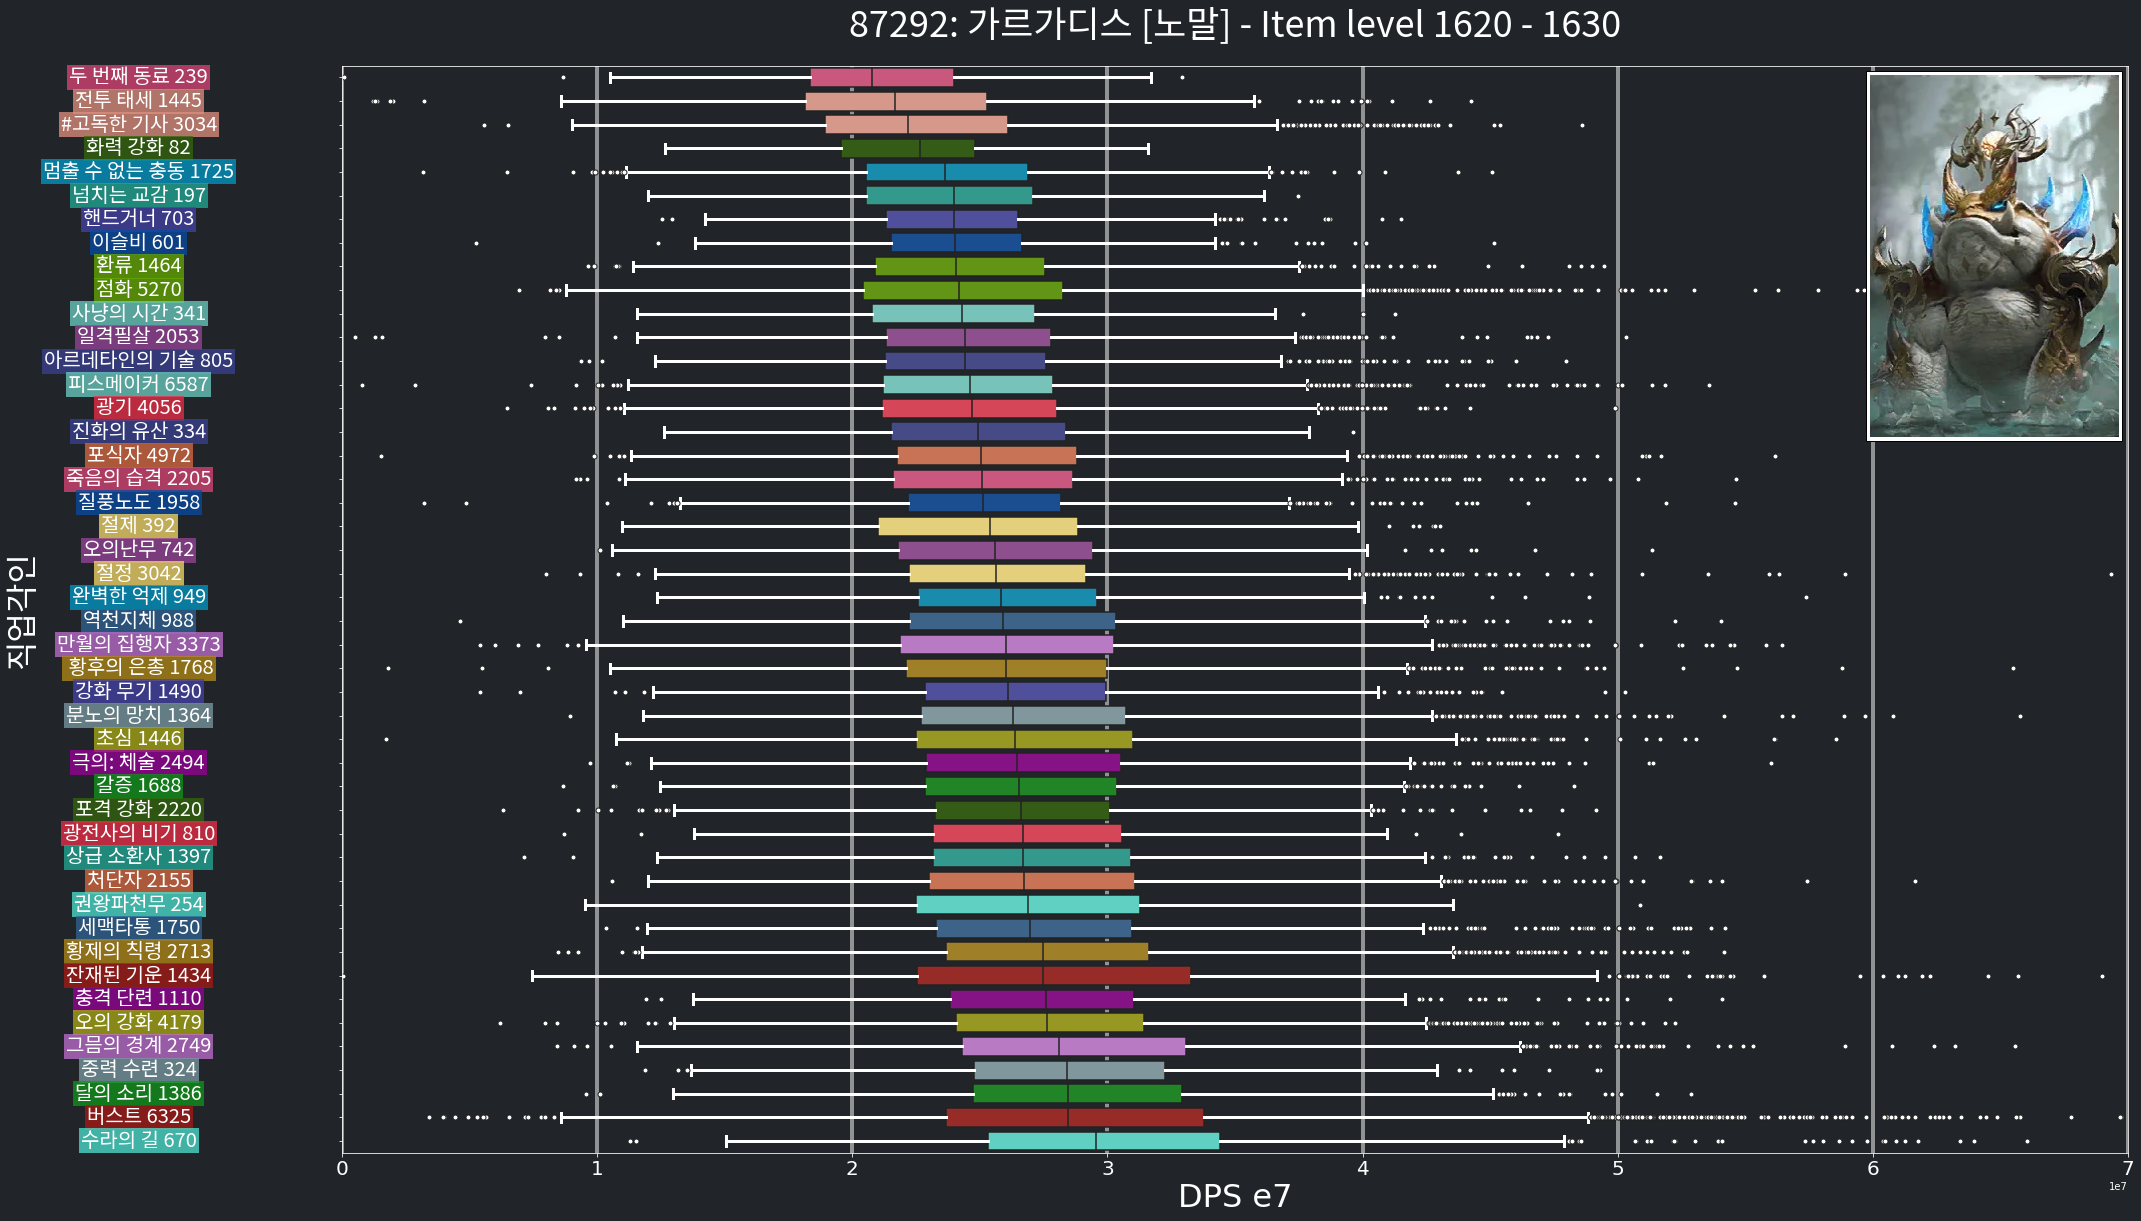 87292: 가르가디스 [노말] - Item level 1620 - 1630
직업각인
두 번째 동료 239
전투 태세 1445
#고독한 기사 3034
화력 강화 82
멈출 수 없는 충동 1725
넘치는 교감 197
핸드거너 703
이슬비 601
환류 1464
점화 5270
사냥의 시간 341
일격필살 2053
아르데타인의 기술 805
피스메이커 6587
광기 4056
진화의 유산 334
포식자 4972
죽음의 습격 2205
질풍노도 1958
절제 392
오의난무 742
절정 3042
완벽한 억제 949
역천지체 988
만월의 집행자 3373
황후의 은총 1768
강화 무기 1490
분노의 망치 1364
초심 1446
극의: 체술 2494
갈증 1688
포격 강화 2220
광전사의 비기 810
상급 소환사 1397
처단자 2155
권왕파천무 254
세맥타통 1750
황제의 칙령 2713
잔재된 기운 1434
충격 단련 1110
오의 강화 4179
그믐의 경계 2749
중력 수련 324
달의 소리 1386
버스트 6325
수라의 길 670
0 1 2 3 4 5 6 7
1e7
DPS e7